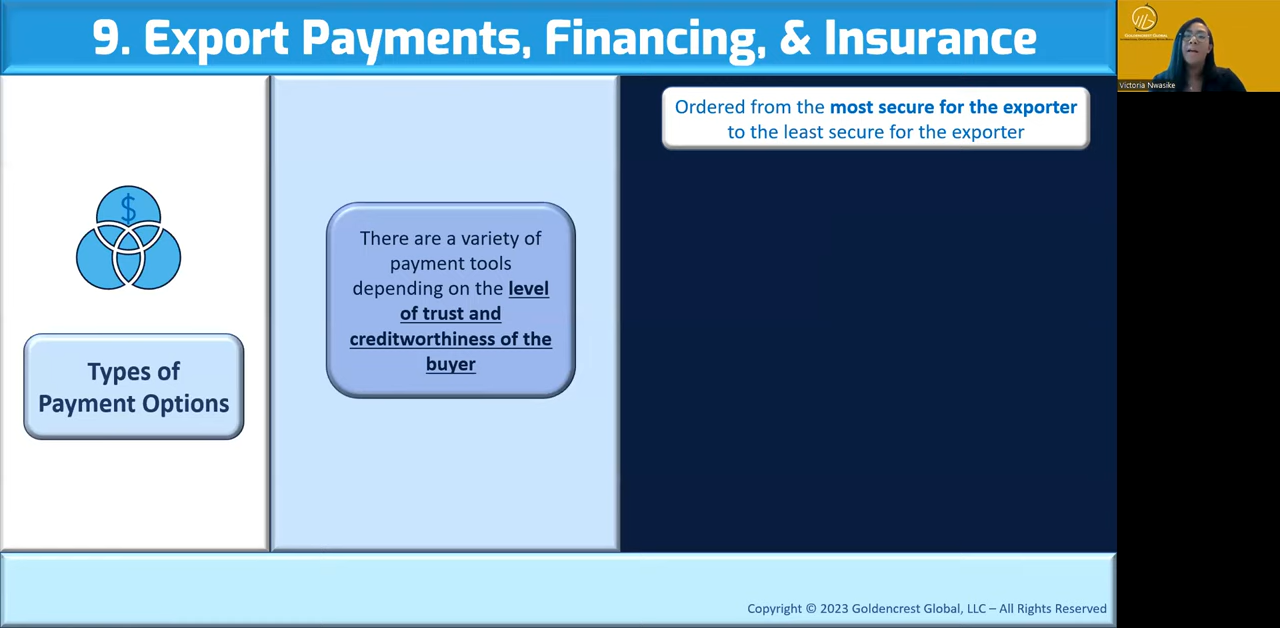 9. Export Payments, Financing, & Insurance
$
Types of
Payment Options
There are a variety of
payment tools
depending on the level
of trust and
creditworthiness of the
buyer
Ordered from the most secure for the exporter
to the least secure for the exporter
Copyright © 2023 Goldencrest Global, LLC – All Rights Reserved
Goldencrest Global
Victoria Nwasike